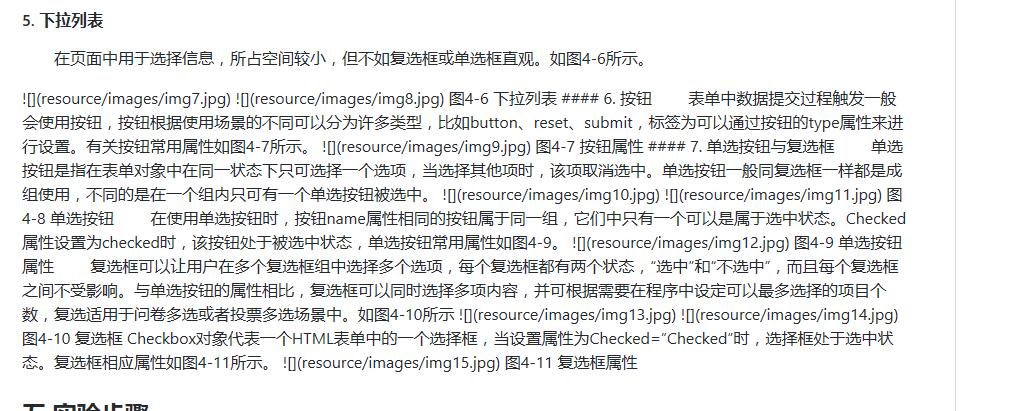 5. 下拉列表
在页面中用于选择信息，所占空间较小，但不如复选框或单选框直观。如图4-6所示。
![](resource/images/img7.jpg) ![](resource/images/img8.jpg) 图4-6 下拉列表 #### 6. 按钮 表单中数据提交过程触发一般
会使用按钮，按钮根据使用场景的不同可以分为许多类型，比如button、reset、submit，标签为可以通过按钮的type属性来进
行设置。有关按钮常用属性如图4-7所示。 ![](resource/images/img9.jpg) 图4-7 按钮属性 #### 7. 单选按钮与复选框 单选
按钮是指在表单对象中在同一状态下只可选择一个选项，当选择其他项时，该项取消选中。单选按钮一般同复选框一样都是成
组使用，不同的是在一个组内只可有一个单选按钮被选中。 ![](resource/images/img10.jpg) ![](resource/images/img11.jpg) 图
4-8 单选按钮 在使用单选按钮时，按钮name属性相同的按钮属于同一组，它们中只有一个可以是属于选中状态。Checked
属性设置为checked时，该按钮处于被选中状态，单选按钮常用属性如图4-9。 ![](resource/images/img12.jpg) 图4-9 单选按钮
属性 复选框可以让用户在多个复选框组中选择多个选项，每个复选框都有两个状态，“选中”和“不选中”，而且每个复选框
之间不受影响。与单选按钮的属性相比，复选框可以同时选择多项内容，并可根据需要在程序中设定可以最多选择的项目个
数，复选适用于问卷多选或者投票多选场景中。如图4-10所示 ![](resource/images/img13.jpg) ![](resource/images/img14.jpg)
图4-10 复选框 Checkbox对象代表一个HTML表单中的一个选择框，当设置属性为Checked=”Checked“时，选择框处于选中状
态。复选框相应属性如图4-11所示。 ![](resource/images/img15.jpg) 图4-11 复选框属性
五 实验步骤